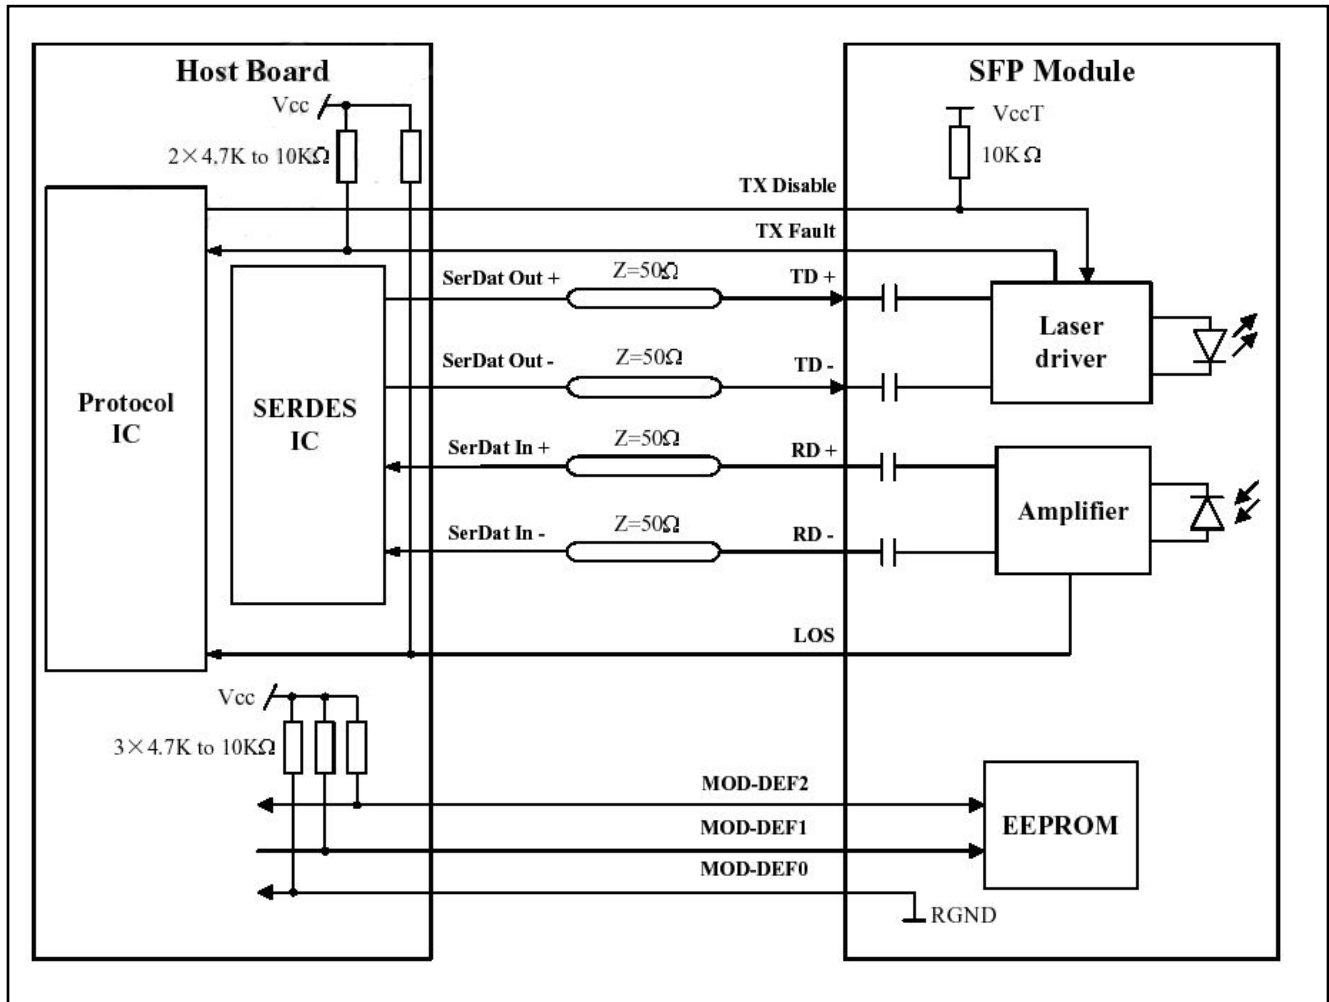 Host Board
SFP Module
Vcc
VccT
2×4.7K to 10KΩ
10KΩ
TX Disable
TX Fault
SerDat Out +
Z=50Ω
TD +
SerDat Out -
Z=50Ω
TD -
Laser
driver
Protocol
IC
SERDES
IC
SerDat In +
Z=50Ω
RD +
SerDat In -
Z=50Ω
RD -
Amplifier
LOS
Vcc
3×4.7K to 10KΩ
MOD-DEF2
MOD-DEF1
MOD-DEF0
EEPROM
RGND